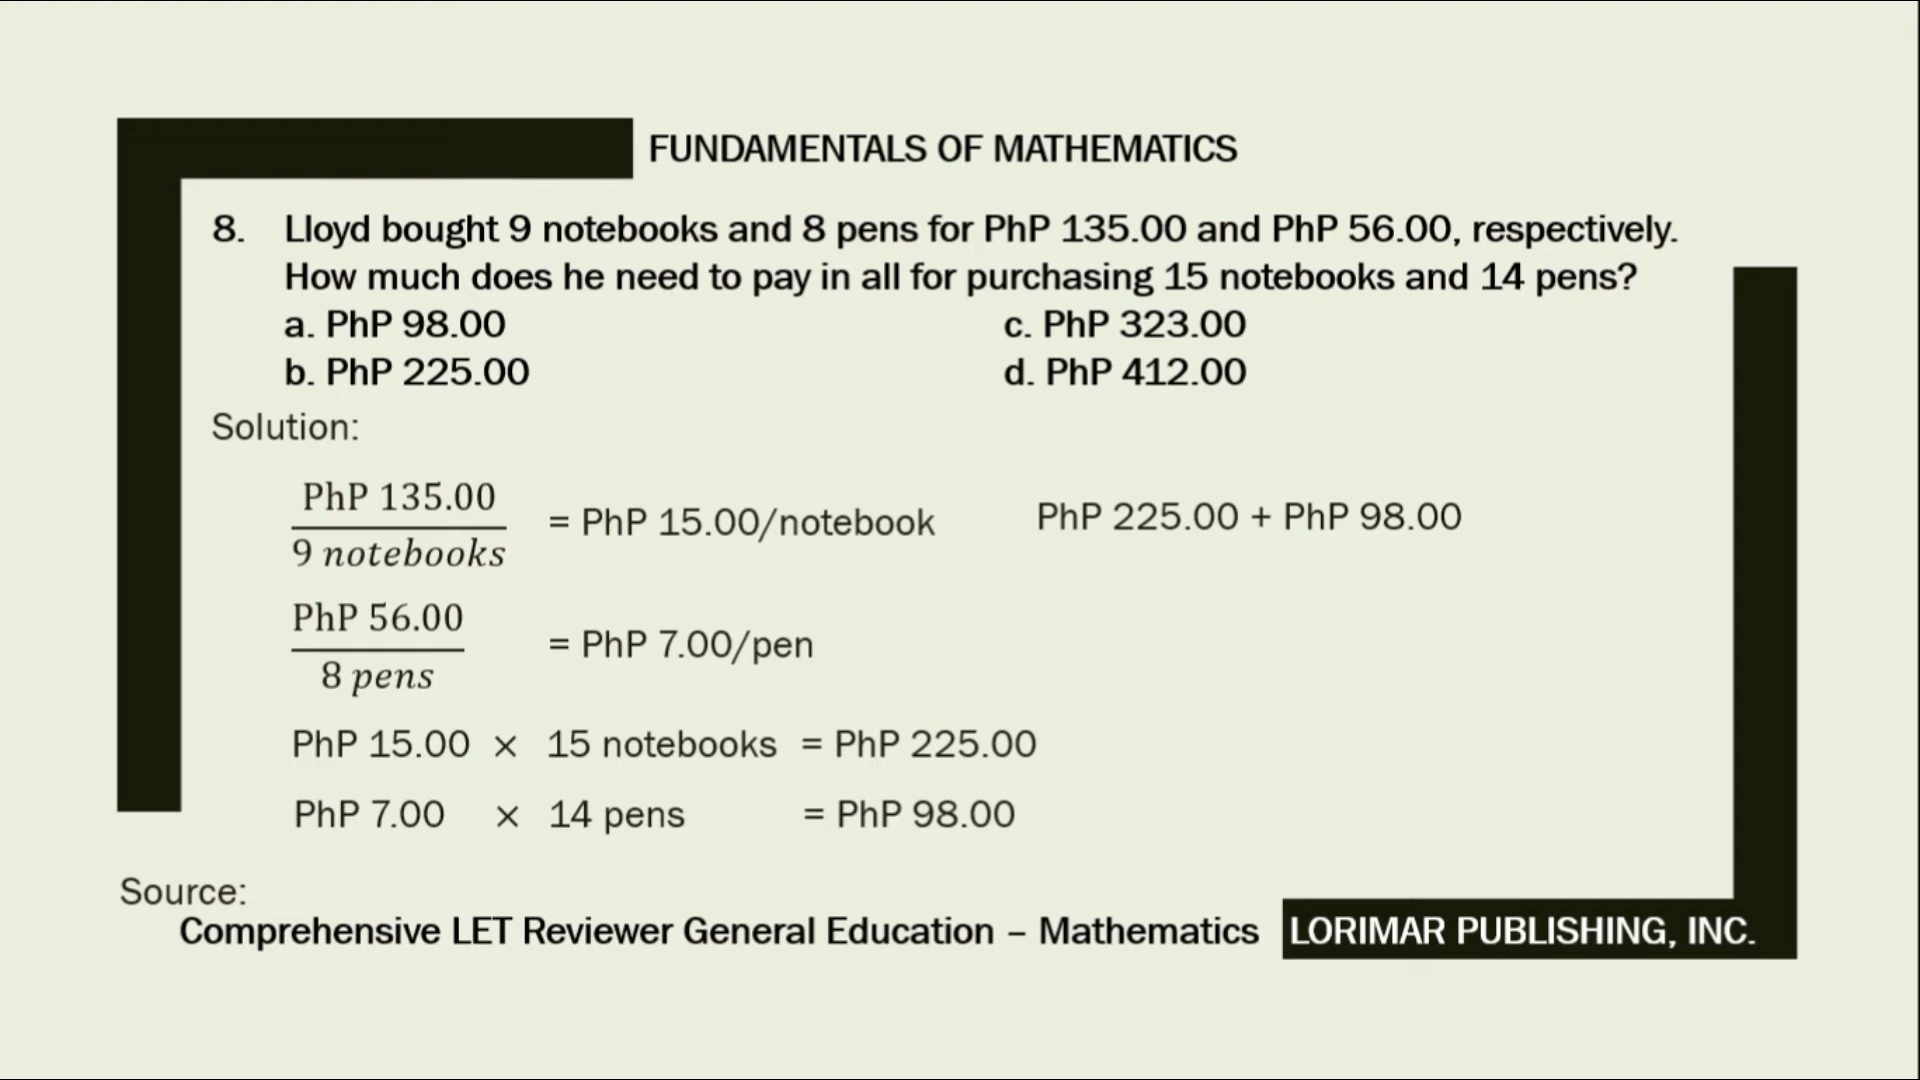 FUNDAMENTALS OF MATHEMATICS
8. Lloyd bought 9 notebooks and 8 pens for PhP 135.00 and PhP 56.00, respectively.
How much does he need to pay in all for purchasing 15 notebooks and 14 pens?
a. PhP 98.00 c. PhP 323.00
b. PhP 225.00 d. PhP 412.00
Solution:
PhP 135.00
9 notebooks
= PhP 15.00/notebook
PhP 225.00 + PhP 98.00
PhP 56.00
8 pens
= PhP 7.00/pen
PhP 15.00 × 15 notebooks = PhP 225.00
PhP 7.00 × 14 pens = PhP 98.00
Source:
Comprehensive LET Reviewer General Education – Mathematics LORIMAR PUBLISHING, INC.